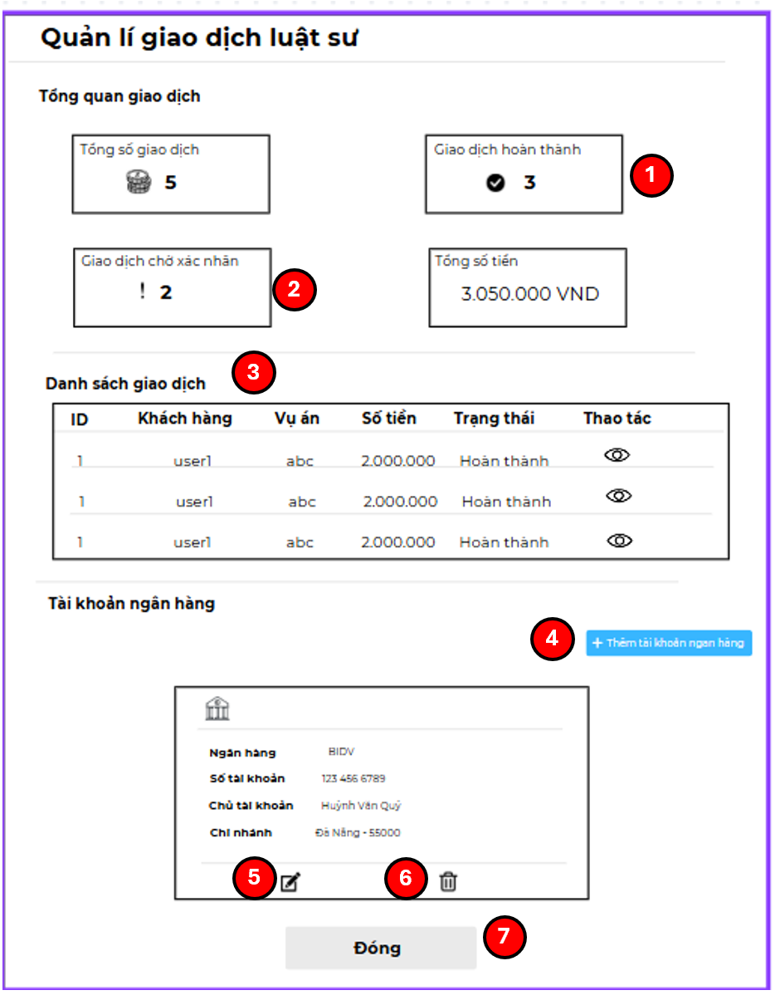 Quản lí giao dịch luật sư
Tổng quan giao dịch
Tổng số giao dịch
5
Giao dịch hoàn thành
3
1
Giao dịch chờ xác nhân
! 2
2
Tổng số tiền
3.050.000 VND
3
Danh sách giao dịch
ID Khách hàng Vụ án Số tiền Trạng thái Thao tác
1 user1 abc 2.000.000 Hoàn thành
1 user1 abc 2.000.000 Hoàn thành
1 user1 abc 2.000.000 Hoàn thành
Tài khoản ngân hàng
4
+ Thêm tài khoản ngan hàng
Ngân hàng BIDV
Số tài khoản 123 456 6789
Chủ tài khoản Huỳnh Văn Quý
Chi nhánh Đà Nẵng - 55000
5
6
Đóng
7